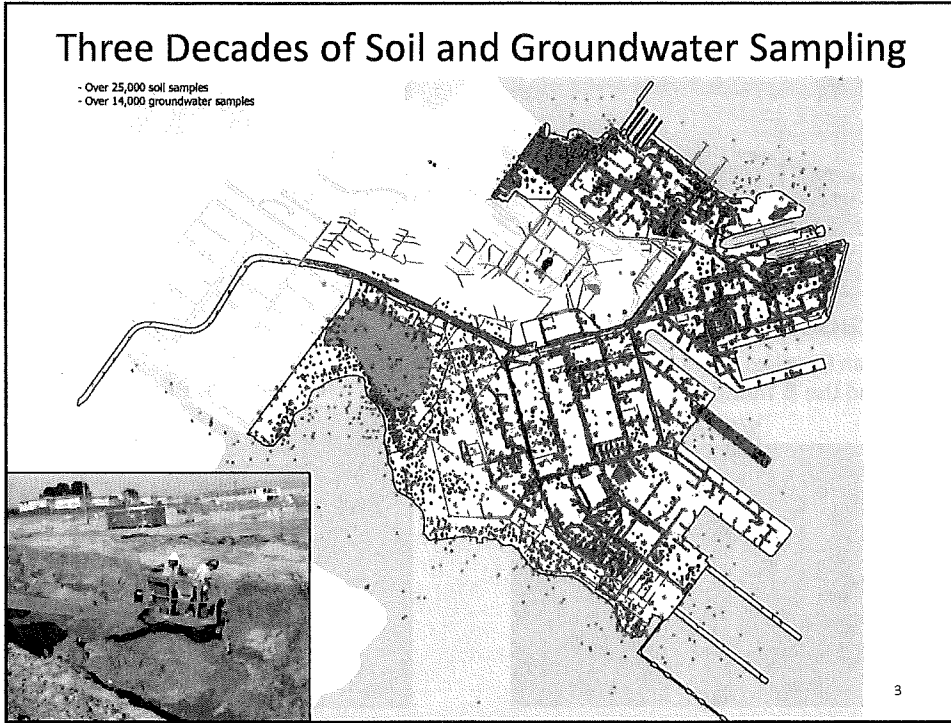 Three Decades of Soil and Groundwater Sampling
- Over 25,000 soil samples
- Over 14,000 groundwater samples
3